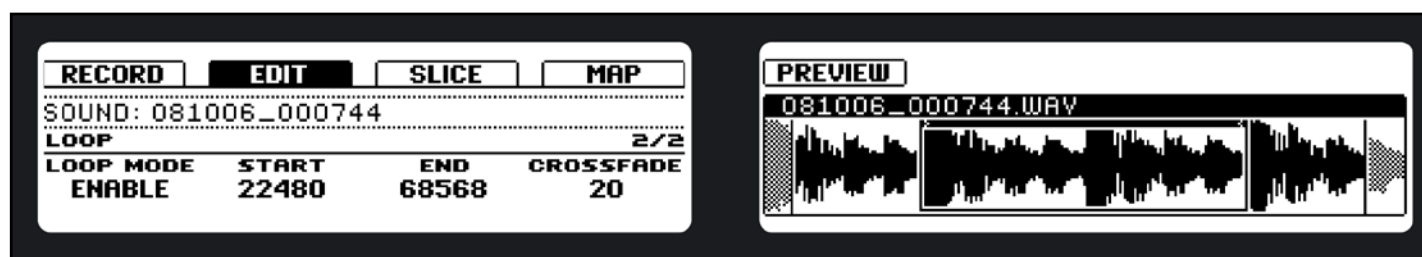 RECORD EDIT SLICE MAP
SOUND: 081006_000744
LOOP 2/2
LOOP MODE START END CROSSFADE
ENABLE 22480 68568 20
PREVIEW
081006_000744.WAV